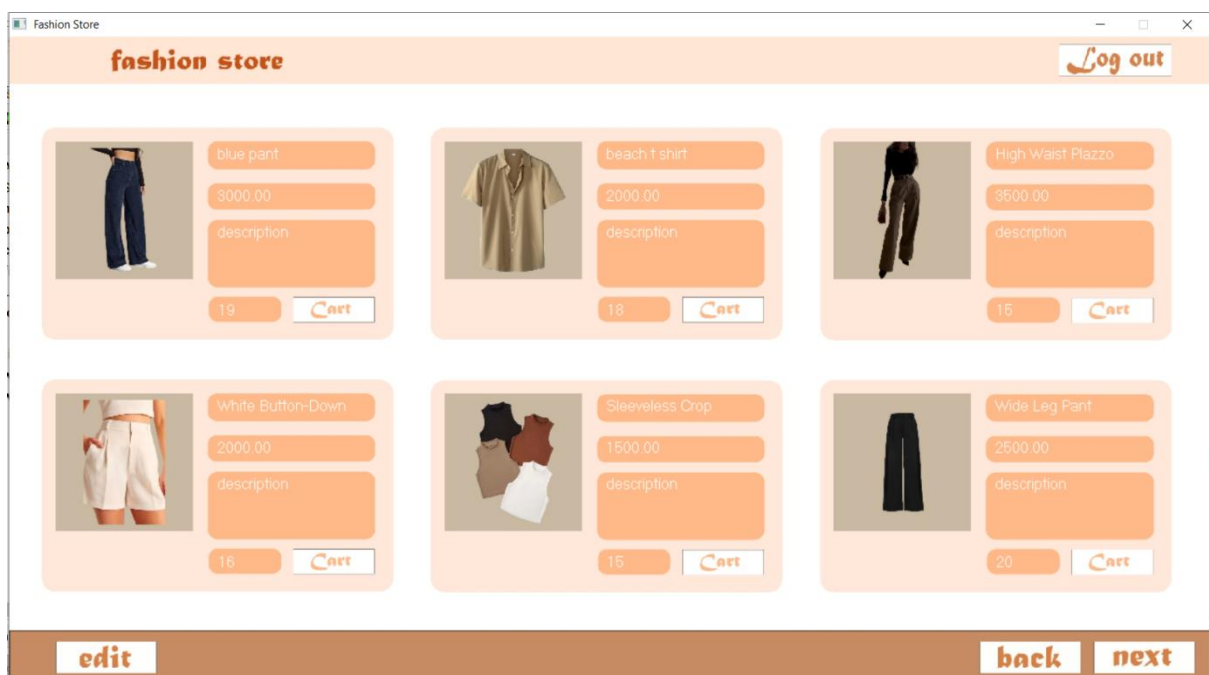 Fashion Store
fashion store
Log out
blue pant
3000.00
description
19
Cart
beach t shirt
2000.00
description
18
Cart
High Waist Plazzo
3500.00
description
15
Cart
White Button-Down
2000.00
description
16
Cart
Sleeveless Crop
1500.00
description
15
Cart
Wide Leg Pant
2500.00
description
20
Cart
edit
back
next